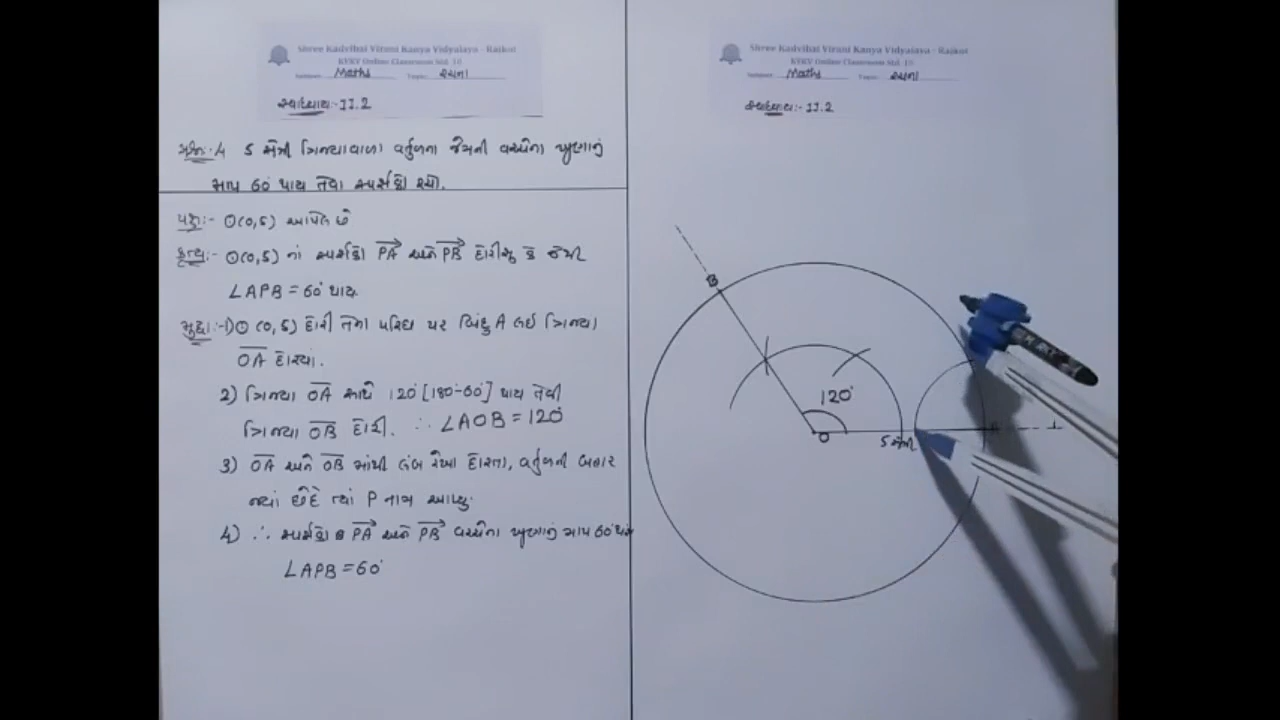 Shree Kadvibai Virani Kanya Vidyalaya - Rajkot
KVKV Online Classroom Std. 10
Subject: Maths Topic: રચના
સ્વાધ્યાય:- 11.2
પ્રશ્ન:-4 5 સેમી ત્રિજ્યાવાળા વર્તુળના જેમની વચ્ચેના ખુણાનું
માપ 60° થાય તેવા સ્પર્શકો રચો.
પક્ષ:- ⊙(O,5) આપેલ છે
કૃત્ય:- ⊙(O,5) નાં સ્પર્શકો PA અને PB દોરીશુ કે જેથી
∠APB = 60° થાય.
મુદ્દા:-1) ⊙(O,5) દોરી તેના પરિઘ પર બિંદુ A લઇ ત્રિજ્યા
OA દોર્યા.
2) ત્રિજ્યા OA સાથે 120° [180°-60°] થાય તેવી
ત્રિજ્યા OB દોરી. ∴ ∠AOB = 120°
3) OA અને OB માંથી લંબ રેખા દોરતા, વર્તુળની બહાર
જ્યાં છેદે ત્યાં P નામ આપ્યુ.
4) ∴ સ્પર્શકો PA અને PB વચ્ચેના ખુણાનું માપ 60° થશે
∠APB = 60°
Shree Kadvibai Virani Kanya Vidyalaya - Rajkot
KVKV Online Classroom Std. 10
Subject: Maths Topic: રચના
સ્વાધ્યાય:- 11.2
B
120°
O
5 સેમી